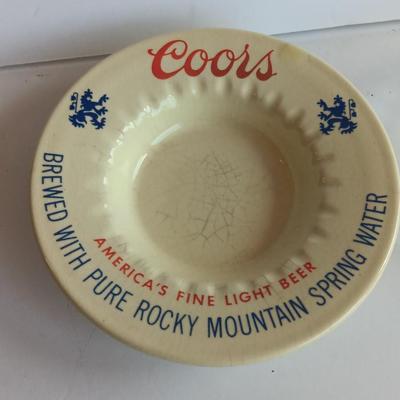 Coors
AMERICA'S FINE LIGHT BEER
BREWED WITH PURE ROCKY MOUNTAIN SPRING WATER